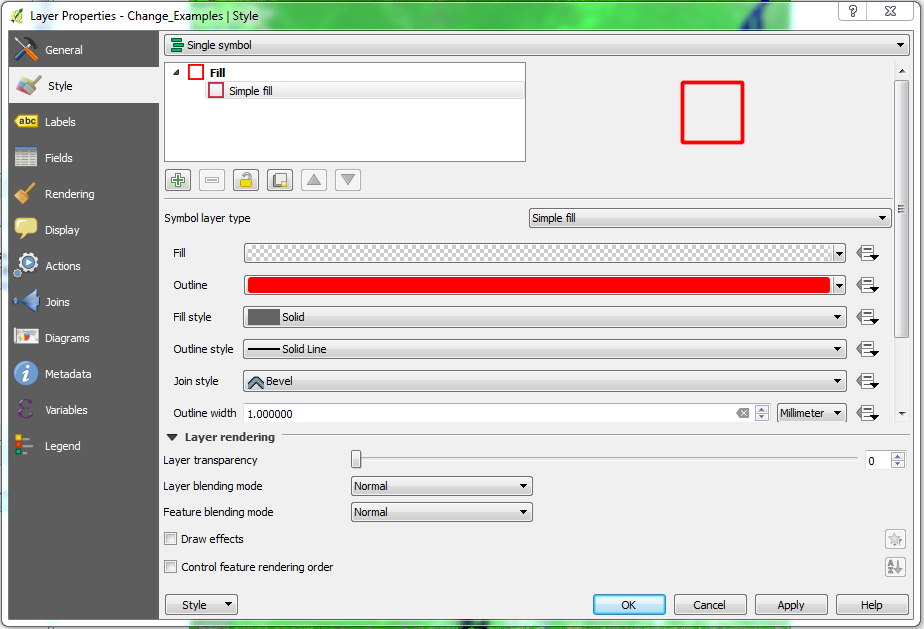 Layer Properties - Change_Examples | Style
?
General
Style
abc Labels
Fields
Rendering
Display
Actions
Joins
Diagrams
i Metadata
ε Variables
Legend
Single symbol
Fill
Simple fill
Symbol layer type Simple fill
Fill
Outline
Fill style Solid
Outline style Solid Line
Join style Bevel
Outline width 1.000000 Millimeter
Layer rendering
Layer transparency 0
Layer blending mode Normal
Feature blending mode Normal
Draw effects
Control feature rendering order
AZ
Style OK Cancel Apply Help